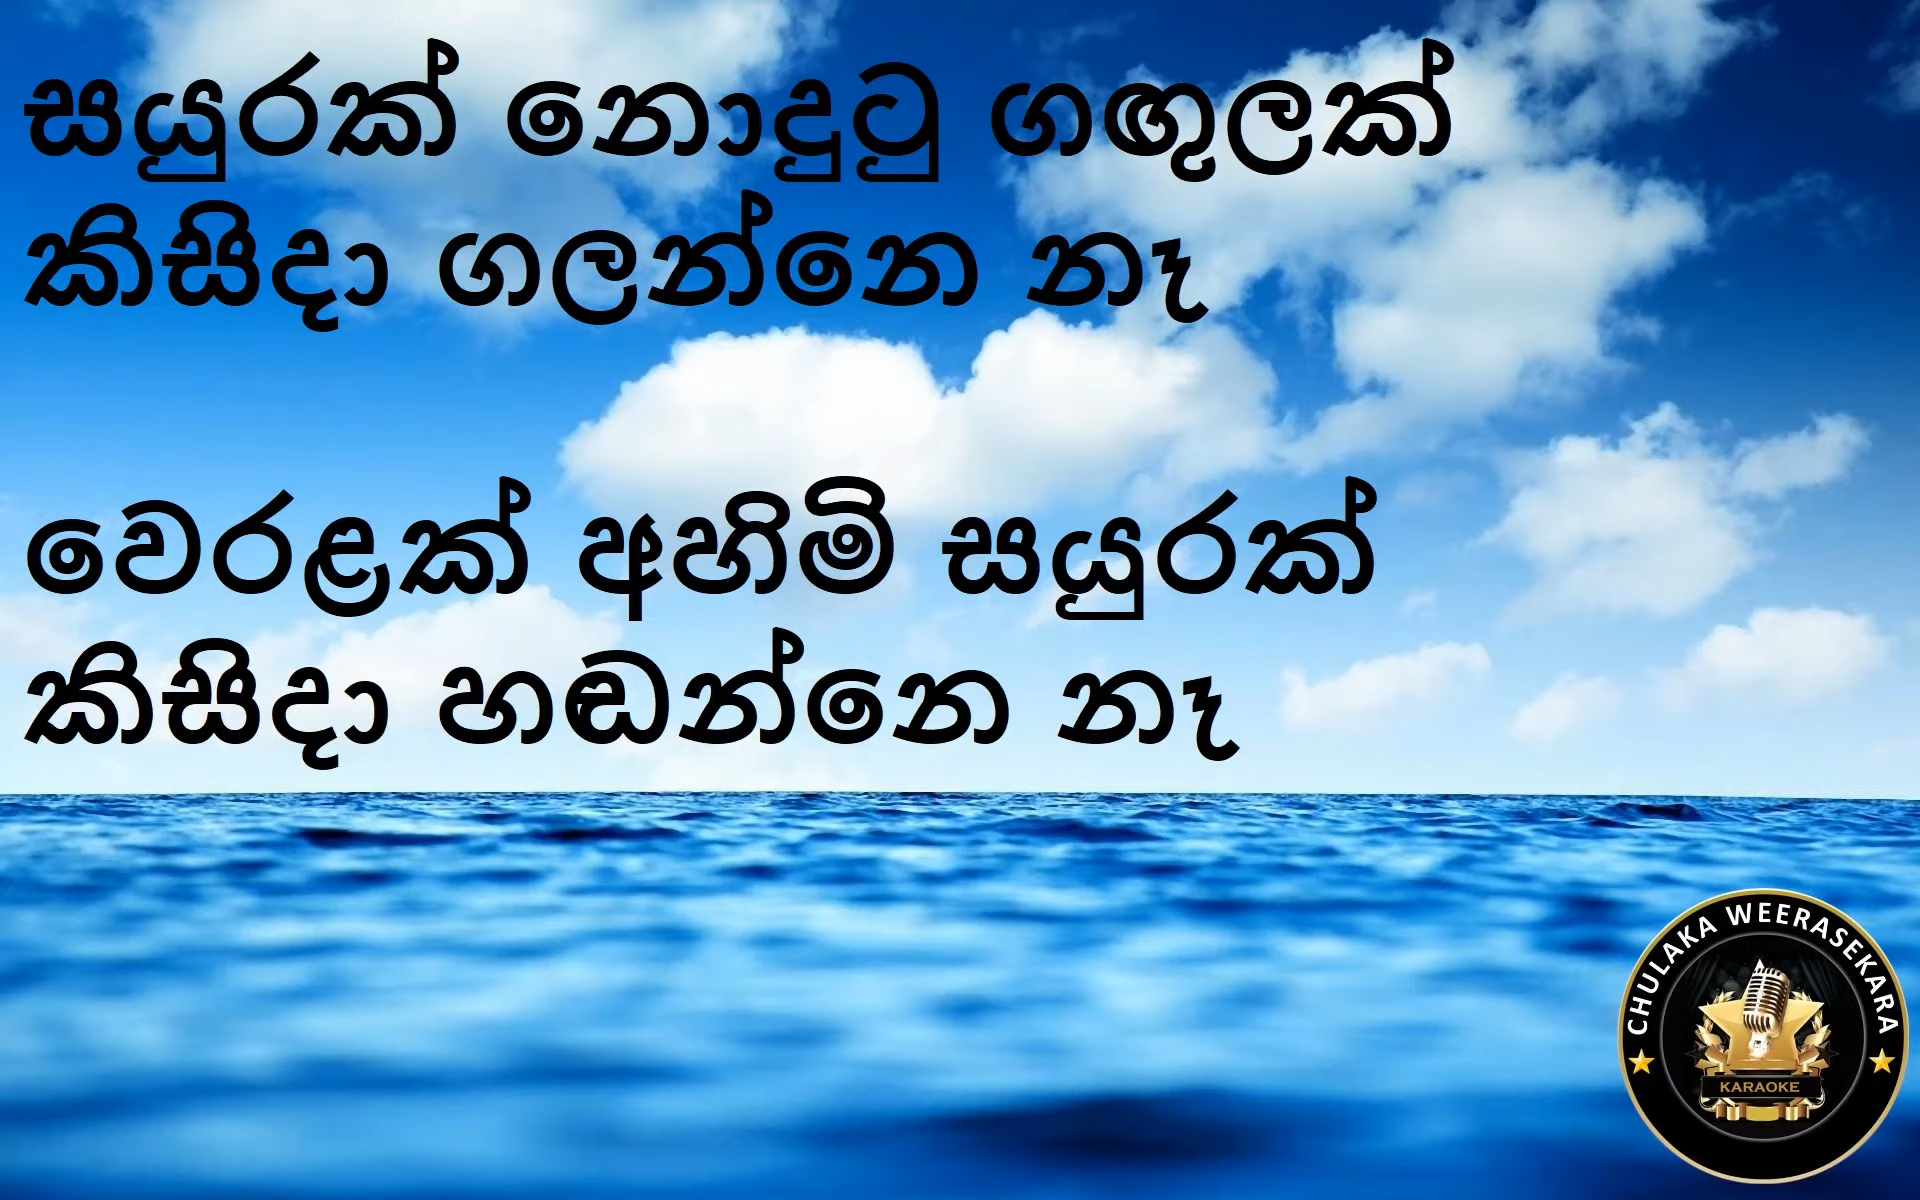 සයුරක් නොදුටු ගඟුලක්
කිසිදා ගලන්නෙ නෑ
වෙරළක් අහිමි සයුරක්
කිසිදා හඬන්නෙ නෑ
CHULAKA WEERASEKARA
KARAOKE